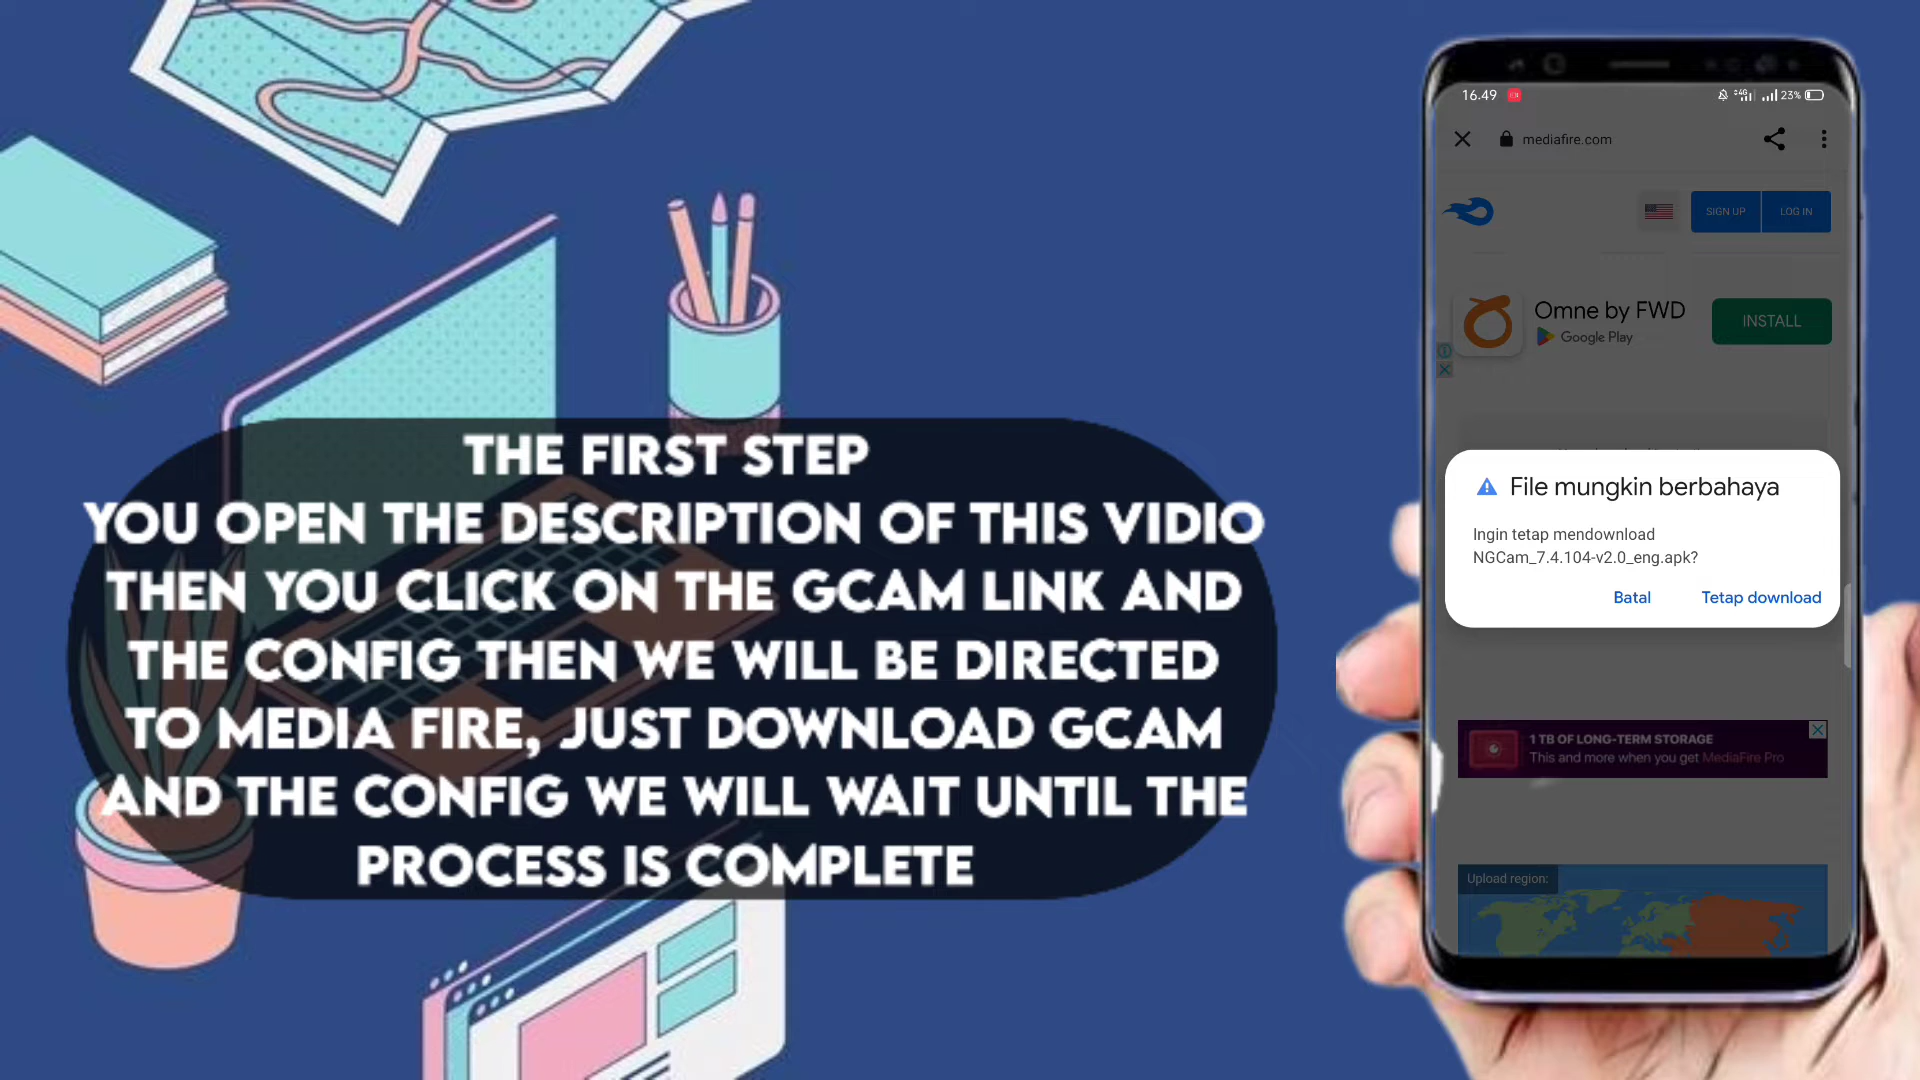 THE FIRST STEP
YOU OPEN THE DESCRIPTION OF THIS VIDIO
THEN YOU CLICK ON THE GCAM LINK AND
THE CONFIG THEN WE WILL BE DIRECTED
TO MEDIA FIRE, JUST DOWNLOAD GCAM
AND THE CONFIG WE WILL WAIT UNTIL THE
PROCESS IS COMPLETE
16.49
4G
23%
mediafire.com
SIGN UP
LOG IN
Omne by FWD
Google Play
INSTALL
File mungkin berbahaya
Ingin tetap mendownload
NGCam_7.4.104-v2.0_eng.apk?
Batal
Tetap download
1 TB OF LONG-TERM STORAGE
This and more when you get MediaFire Pro
Upload region: